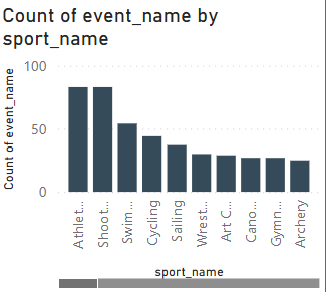 Count of event_name by
sport_name
Count of event_name
100
50
0
Athlet...
Shoot...
Swim...
Cycling
Sailing
Wrest...
Art C...
Cano...
Gymn...
Archery
sport_name